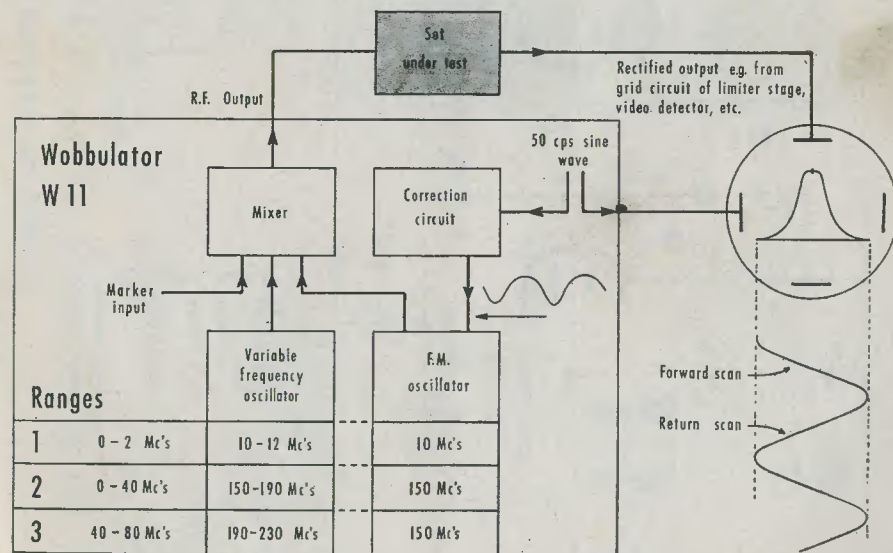 Set
under test
R.F. Output
Rectified output e.g. from
grid circuit of limiter stage,
video detector, etc.
Wobbulator
W 11
50 cps sine
wave
Mixer
Correction
circuit
Marker
input
Variable
frequency
oscillator
F.M.
oscillator
Forward scan
Return scan
Ranges
1 0-2 Mc's 10-12 Mc's 10 Mc's
2 0-40 Mc's 150-190 Mc's 150 Mc's
3 40-80 Mc's 190-230 Mc's 150 Mc's